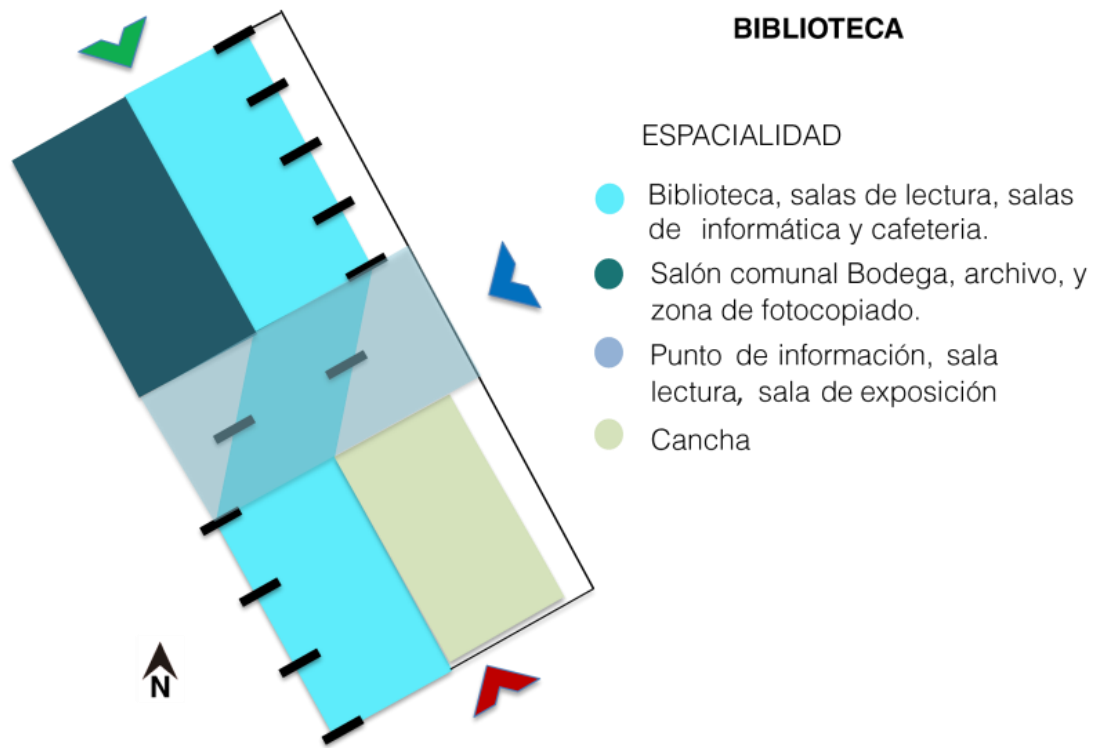 BIBLIOTECA
ESPACIALIDAD
Biblioteca, salas de lectura, salas
de informática y cafeteria.
Salón comunal Bodega, archivo, y
zona de fotocopiado.
Punto de información, sala
lectura, sala de exposición
Cancha
N